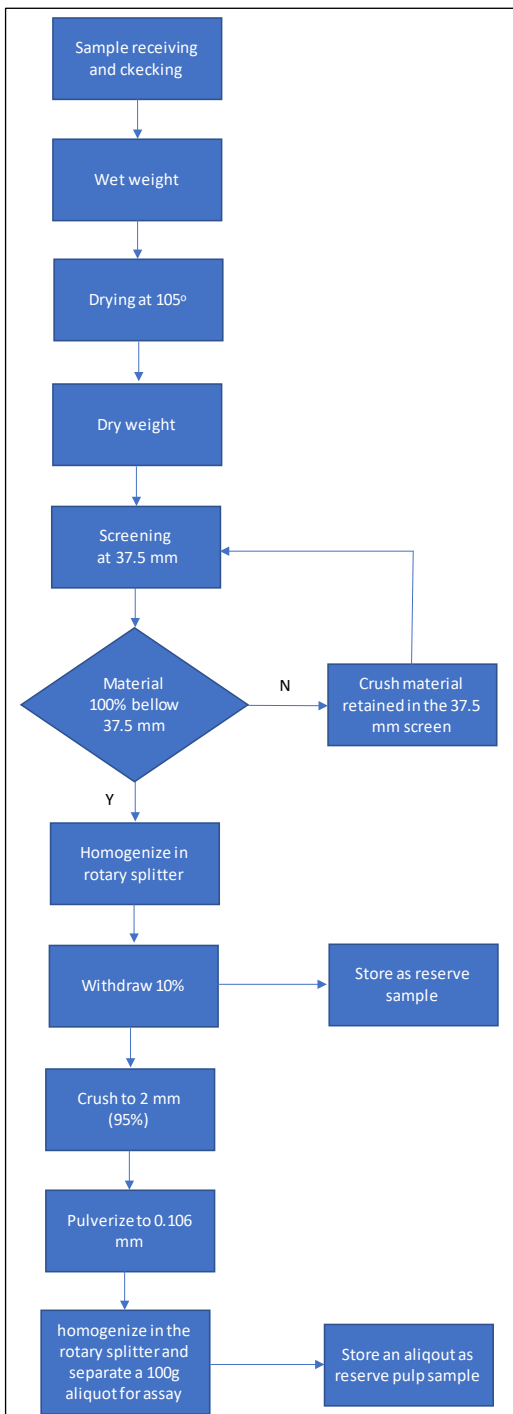 Sample receiving
and ckecking
Wet weight
Drying at 105º
Dry weight
Screening
at 37.5 mm
Material
100% bellow
37.5 mm
N
Crush material
retained in the 37.5
mm screen
Y
Homogenize in
rotary splitter
Withdraw 10%
Store as reserve
sample
Crush to 2 mm
(95%)
Pulverize to 0.106
mm
homogenize in the
rotary splitter and
separate a 100g
aliquot for assay
Store an aliqout as
reserve pulp sample